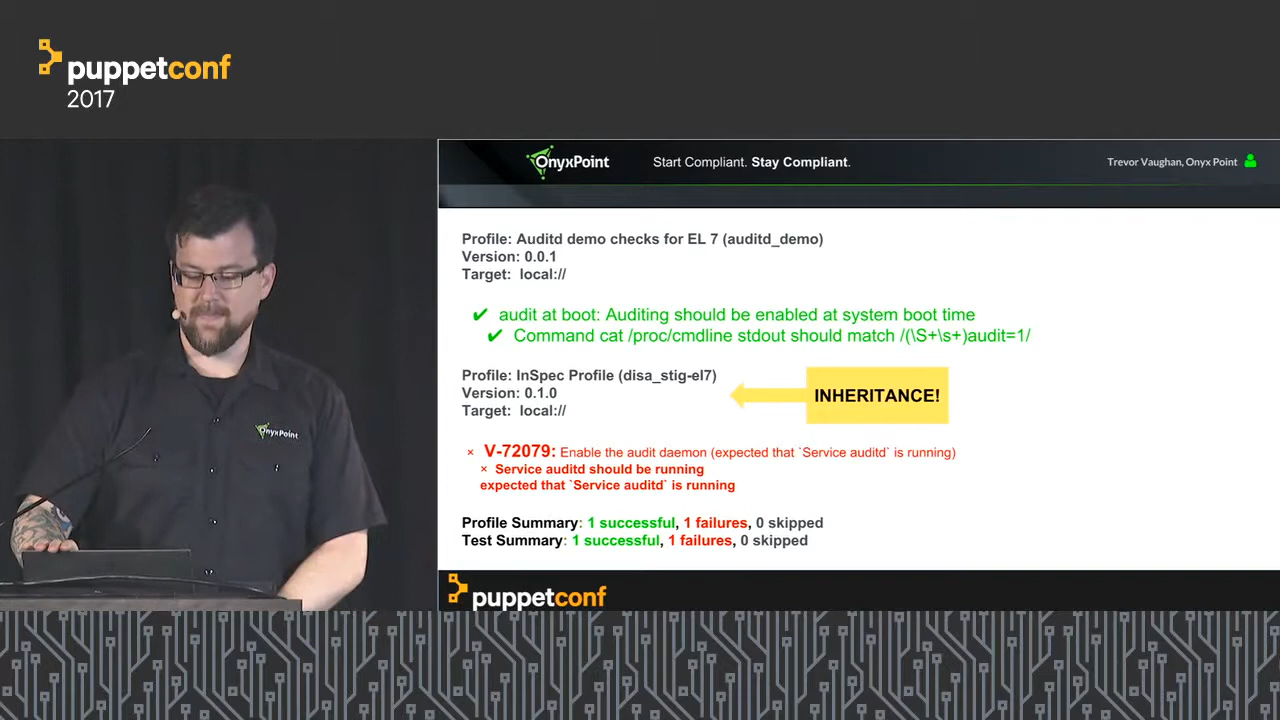 puppetconf
2017
OnyxPoint
Start Compliant. Stay Compliant.
Trevor Vaughan, Onyx Point
Profile: Auditd demo checks for EL 7 (auditd_demo)
Version: 0.0.1
Target: local://
✔ audit at boot: Auditing should be enabled at system boot time
✔ Command cat /proc/cmdline stdout should match /(\S+\s+)audit=1/
Profile: InSpec Profile (disa_stig-el7)
Version: 0.1.0
Target: local://
INHERITANCE!
× V-72079: Enable the audit daemon (expected that `Service auditd` is running)
× Service auditd should be running
expected that `Service auditd` is running
Profile Summary: 1 successful, 1 failures, 0 skipped
Test Summary: 1 successful, 1 failures, 0 skipped
puppetconf
OnyxPoint